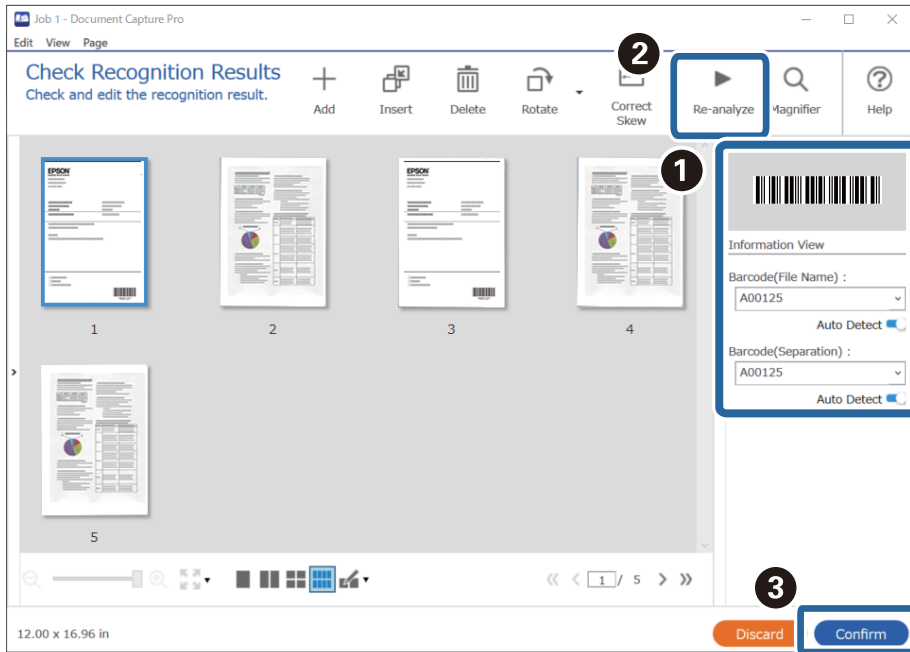 Job 1 - Document Capture Pro
Edit View Page
Check Recognition Results
Check and edit the recognition result.
Add
Insert
Delete
Rotate
Correct
Skew
Re-analyze
Magnifier
Help
2
1
EPSON
EPSON
1
2
3
4
5
Information View
Barcode(File Name) :
A00125
Auto Detect
Barcode(Separation) :
A00125
Auto Detect
1 / 5
3
12.00 x 16.96 in
Discard
Confirm